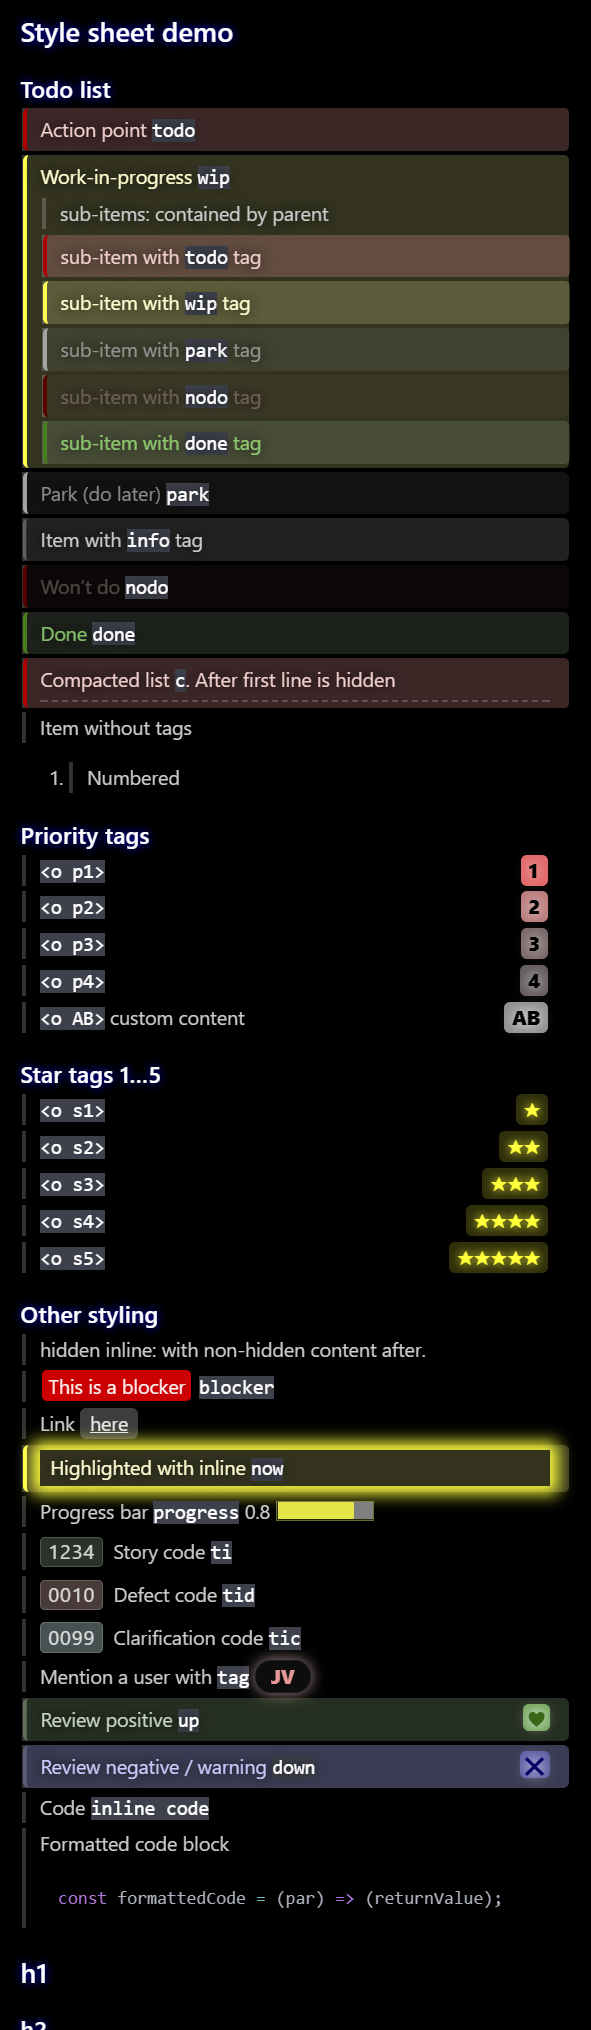 Style sheet demo
Todo list
Action point todo
Work-in-progress wip
sub-items: contained by parent
sub-item with todo tag
sub-item with wip tag
sub-item with park tag
sub-item with nodo tag
sub-item with done tag
Park (do later) park
Item with info tag
Won't do nodo
Done done
Compacted list c. After first line is hidden
Item without tags
1. Numbered
Priority tags
<o p1> 1
<o p2> 2
<o p3> 3
<o p4> 4
<o AB> custom content AB
Star tags 1...5
<o s1> ★
<o s2> ★★
<o s3> ★★★
<o s4> ★★★★
<o s5> ★★★★★
Other styling
hidden inline: with non-hidden content after.
This is a blocker blocker
Link here
Highlighted with inline now
Progress bar progress 0.8
1234 Story code ti
0010 Defect code tid
0099 Clarification code tic
Mention a user with tag JV
Review positive up
Review negative / warning down
Code inline code
Formatted code block
const formattedCode = (par) => (returnValue);
h1
h2